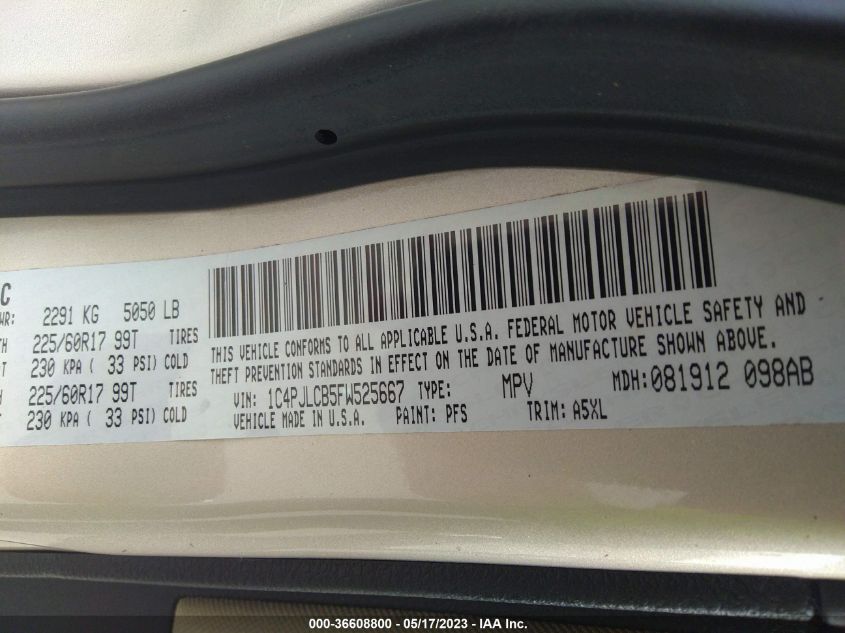 C
WR: 2291 KG 5050 LB
TH 225/60R17 99T TIRES
T 230 KPA ( 33 PSI) COLD
225/60R17 99T TIRES
230 KPA ( 33 PSI) COLD
THIS VEHICLE CONFORMS TO ALL APPLICABLE U.S.A. FEDERAL MOTOR VEHICLE SAFETY AND
THEFT PREVENTION STANDARDS IN EFFECT ON THE DATE OF MANUFACTURE SHOWN ABOVE.
VIN: 1C4PJLCB5FW525667 TYPE: MPV MDH: 081912 098AB
VEHICLE MADE IN U.S.A. PAINT: PFS TRIM: A5XL
000-36608800 - 05/17/2023 - IAA Inc.